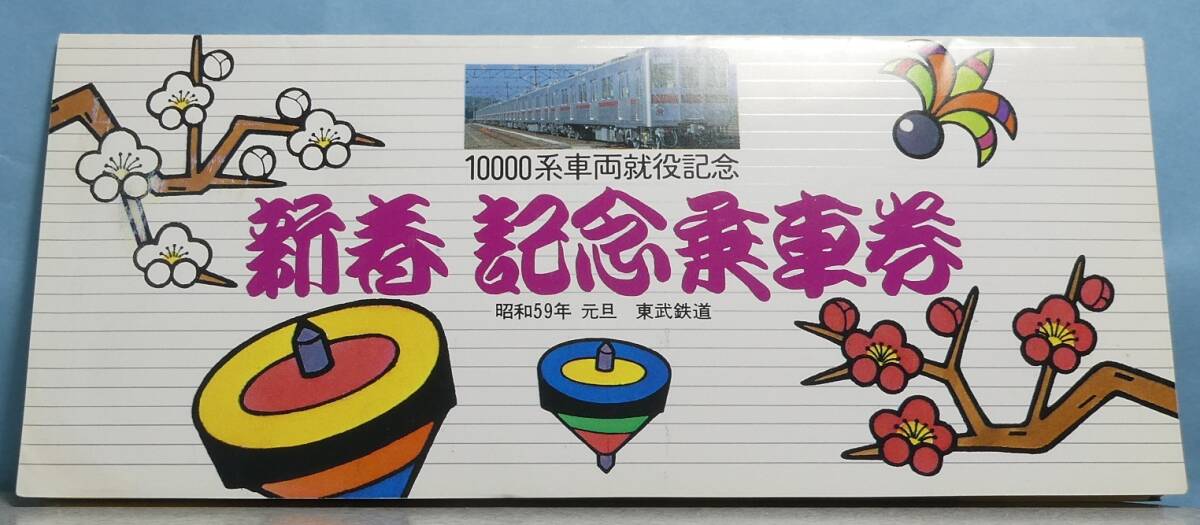 10000系車両就役記念
新春 記念乗車券
昭和59年 元旦 東武鉄道